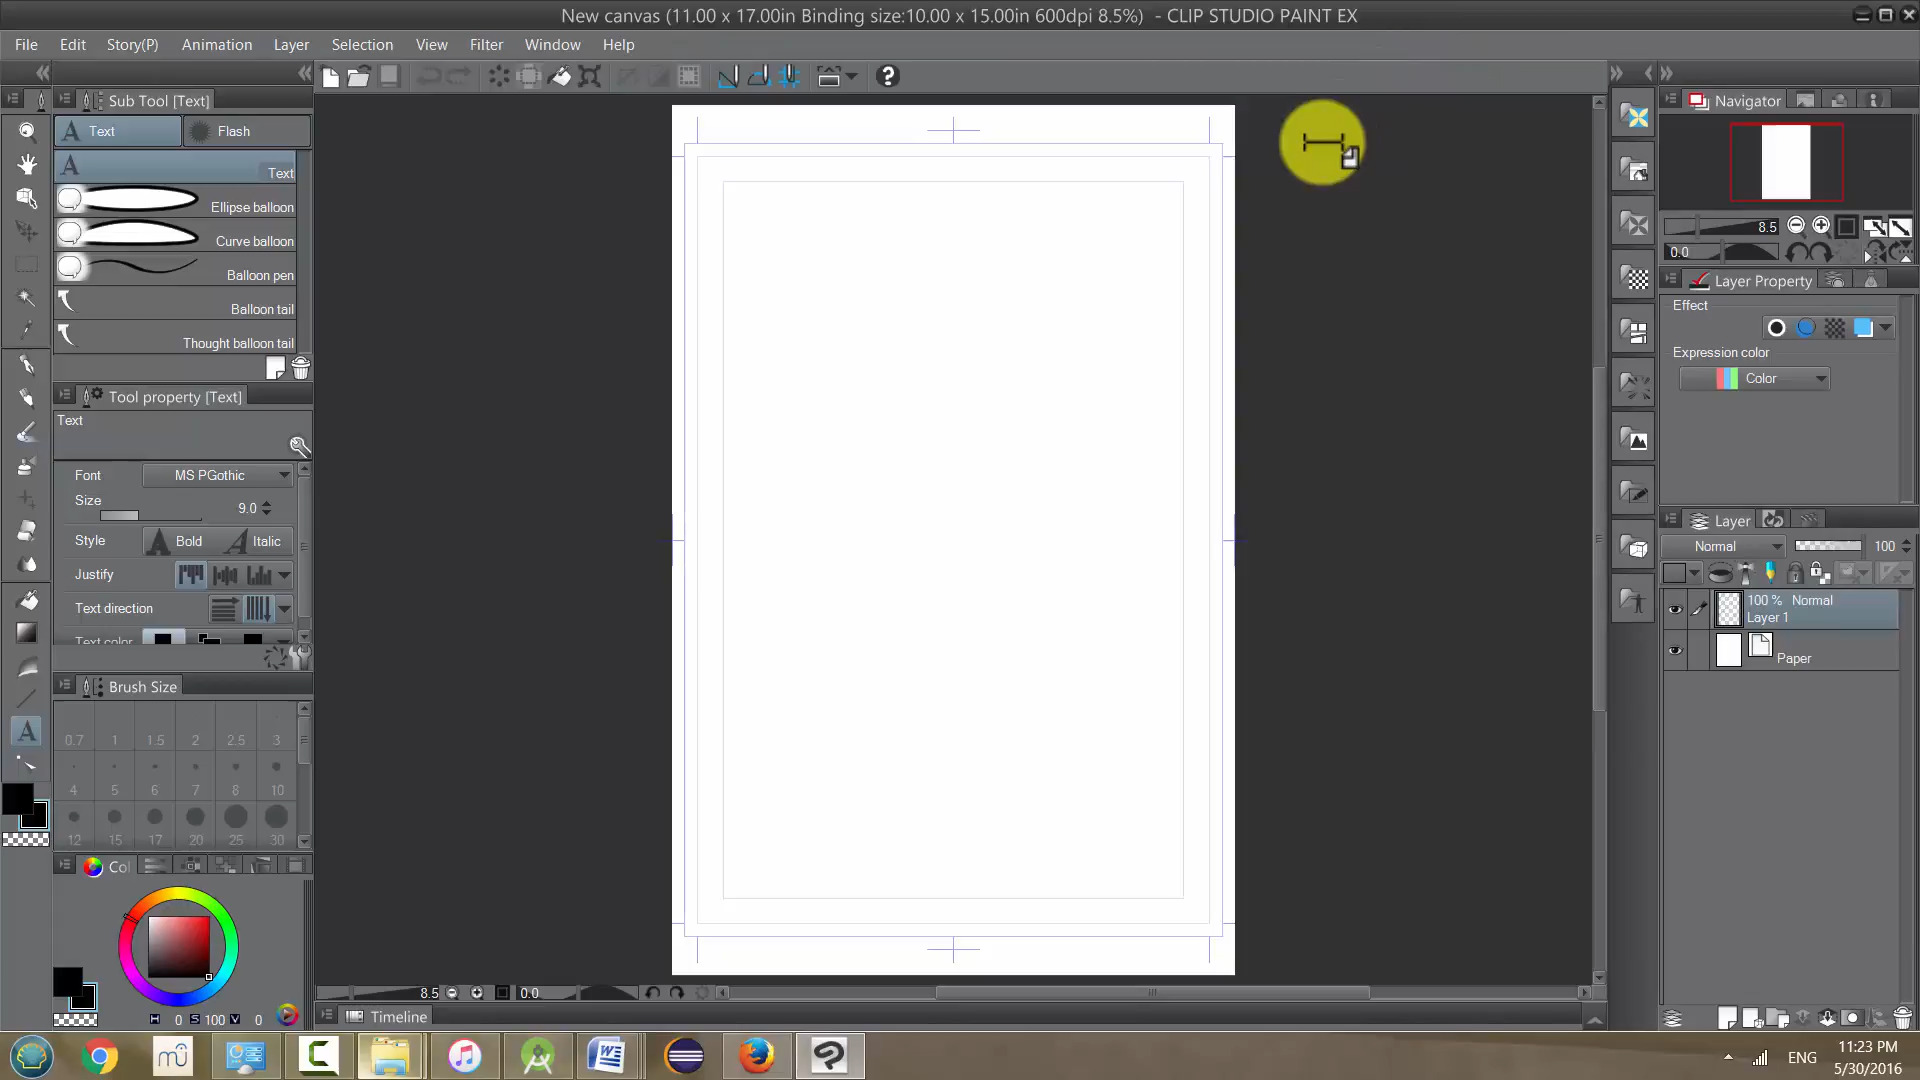 New canvas (11.00 x 17.00in Binding size:10.00 x 15.00in 600dpi 8.5%) - CLIP STUDIO PAINT EX
File Edit Story(P) Animation Layer Selection View Filter Window Help
Sub Tool [Text]
Text Flash
Text
Ellipse balloon
Curve balloon
Balloon pen
Balloon tail
Thought balloon tail
Tool property [Text]
Text
Font MS PGothic
Size 9.0
Style Bold Italic
Justify
Text direction
Text color
Brush Size
0.7 1 1.5 2 2.5 3
4 5 7 8 10
12 15 17 20 25 30
Col
H 0 S 100 V 0
8.5 0.0
Timeline
Navigator
8.5
0.0
Layer Property
Effect
Expression color
Color
Layer
Normal 100
100 % Normal
Layer 1
Paper
ENG
11:23 PM
5/30/2016